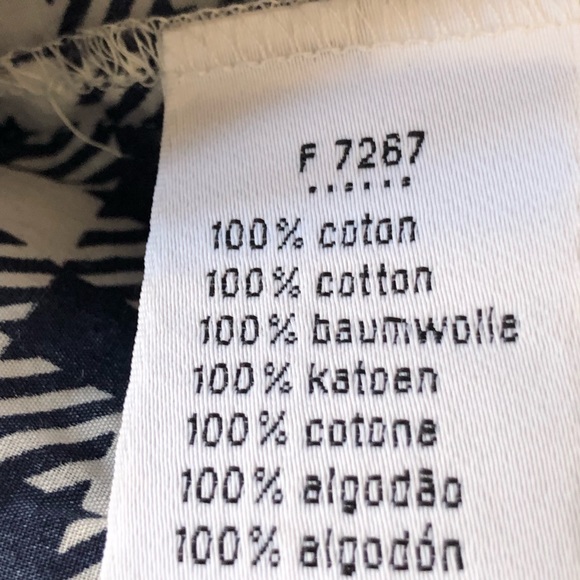 F 7267
......
100% coton
100% cotton
100% baumwolle
100% katoen
100% cotone
100% algodão
100% algodón